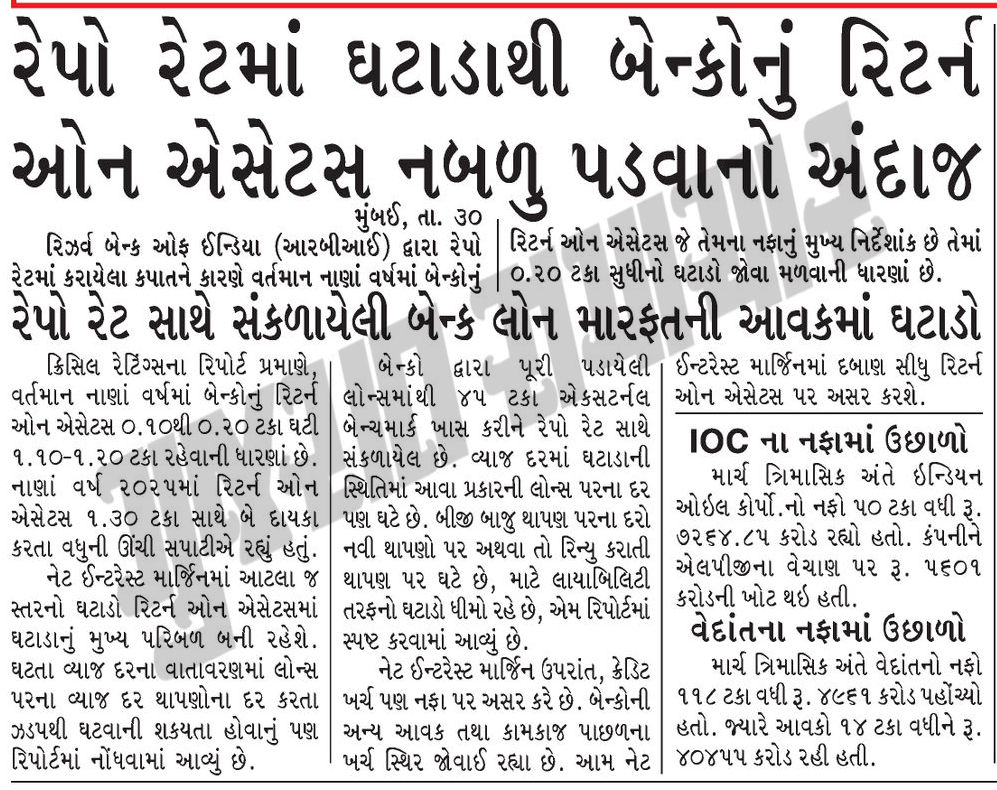 રેપો રેટમાં ઘટાડાથી બેન્કોનું રિટર્ન
ઓન એસેટસ નબળુ પડવાનો અંદાજ
મુંબઈ, તા. ૩૦
રિઝર્વ બેન્ક ઓફ ઈન્ડિયા (આરબીઆઈ) દ્વારા રેપો
રેટમાં કરાયેલા કપાતને કારણે વર્તમાન નાણાં વર્ષમાં બેન્કોનું
રિટર્ન ઓન એસેટસ જે તેમના નફાનું મુખ્ય નિર્દેશાંક છે તેમાં
૦.૨૦ ટકા સુધીનો ઘટાડો જોવા મળવાની ધારણાં છે.
રેપો રેટ સાથે સંકળાયેલી બેન્ક લોન મારફતની આવકમાં ઘટાડો
ક્રિસિલ રેટિંગ્સના રિપોર્ટ પ્રમાણે,
વર્તમાન નાણાં વર્ષમાં બેન્કોનું રિટર્ન
ઓન એસેટસ ૦.૧૦થી ૦.૨૦ ટકા ઘટી
૧.૧૦-૧.૨૦ ટકા રહેવાની ધારણાં છે.
નાણાં વર્ષ ૨૦૨૫માં રિટર્ન ઓન
એસેટસ ૧.૩૦ ટકા સાથે બે દાયકા
કરતા વધુની ઊંચી સપાટીએ રહ્યું હતું.
નેટ ઈન્ટરેસ્ટ માર્જિનમાં આટલા જ
સ્તરનો ઘટાડો રિટર્ન ઓન એસેટસમાં
ઘટાડાનું મુખ્ય પરિબળ બની રહેશે.
ઘટતા વ્યાજ દરના વાતાવરણમાં લોન્સ
પરના વ્યાજ દર થાપણોના દર કરતા
ઝડપથી ઘટવાની શકયતા હોવાનું પણ
રિપોર્ટમાં નોંધવામાં આવ્યું છે.
બેન્કો દ્વારા પૂરી પડાયેલી
લોન્સમાંથી ૪૫ ટકા એકસટર્નલ
બેન્ચમાર્ક ખાસ કરીને રેપો રેટ સાથે
સંકળાયેલ છે. વ્યાજ દરમાં ઘટાડાની
સ્થિતિમાં આવા પ્રકારની લોન્સ પરના દર
પણ ઘટે છે. બીજી બાજુ થાપણ પરના દરો
નવી થાપણો પર અથવા તો રિન્યુ કરાતી
થાપણ પર ઘટે છે, માટે લાયાબિલિટી
તરફનો ઘટાડો ધીમો રહે છે, એમ રિપોર્ટમાં
સ્પષ્ટ કરવામાં આવ્યું છે.
નેટ ઈન્ટરેસ્ટ માર્જિન ઉપરાંત, ક્રેડિટ
ખર્ચ પણ નફા પર અસર કરે છે. બેન્કોની
અન્ય આવક તથા કામકાજ પાછળના
ખર્ચ સ્થિર જોવાઈ રહ્યા છે. આમ નેટ
ઈન્ટરેસ્ટ માર્જિનમાં દબાણ સીધુ રિટર્ન
ઓન એસેટસ પર અસર કરશે.
IOC ના નફામાં ઉછાળો
માર્ચ ત્રિમાસિક અંતે ઇન્ડિયન
ઓઇલ કોર્પો.નો નફો ૫૦ ટકા વધી રૂ.
૭૨૬૪.૮૫ કરોડ રહ્યો હતો. કંપનીને
એલપીજીના વેચાણ પર રૂ. ૫૬૦૧
કરોડની ખોટ થઇ હતી.
વેદાંતના નફામાં ઉછાળો
માર્ચ ત્રિમાસિક અંતે વેદાંતનો નફો
૧૧૮ ટકા વધી રૂ. ૪૯૬૧ કરોડ પહોંચ્યો
હતો. જ્યારે આવકો ૧૪ ટકા વધીને રૂ.
૪૦૪૫૫ કરોડ રહી હતી.
ગુજરાત સમાચાર